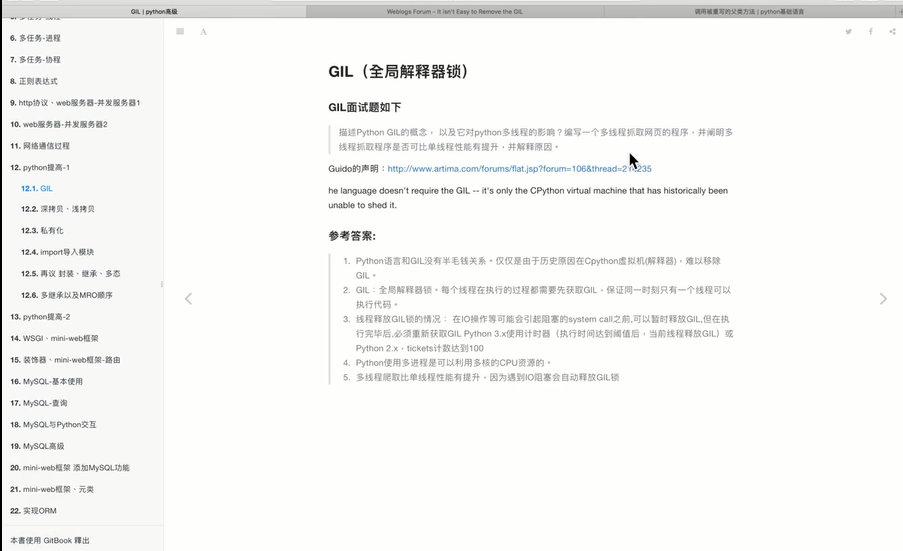 GIL | python高级
Weblogs Forum - It isn't Easy to Remove the GIL
调用被重写的父类方法 | python基础语言
6. 多任务-进程
7. 多任务-协程
8. 正则表达式
9. http协议、web服务器-并发服务器1
10. web服务器-并发服务器2
11. 网络通信过程
12. python提高-1
12.1. GIL
12.2. 深拷贝、浅拷贝
12.3. 私有化
12.4. import导入模块
12.5. 再议 封装、继承、多态
12.6. 多继承以及MRO顺序
13. python提高-2
14. WSGI、mini-web框架
15. 装饰器、mini-web框架-路由
16. MySQL-基本使用
17. MySQL-查询
18. MySQL与Python交互
19. MySQL高级
20. mini-web框架 添加MySQL功能
21. mini-web框架、元类
22. 实现ORM
本書使用 GitBook 釋出
A
GIL（全局解释器锁）
GIL面试题如下
描述Python GIL的概念， 以及它对python多线程的影响？编写一个多线程抓取网页的程序，并阐明多
线程抓取程序是否可比单线程性能有提升，并解释原因。
Guido的声明：http://www.artima.com/forums/flat.jsp?forum=106&thread=214235
he language doesn't require the GIL -- it's only the CPython virtual machine that has historically been
unable to shed it.
参考答案:
1. Python语言和GIL没有半毛钱关系。仅仅是由于历史原因在Cpython虚拟机(解释器)，难以移除
GIL。
2. GIL：全局解释器锁。每个线程在执行的过程都需要先获取GIL，保证同一时刻只有一个线程可以
执行代码。
3. 线程释放GIL锁的情况： 在IO操作等可能会引起阻塞的system call之前,可以暂时释放GIL,但在执
行完毕后,必须重新获取GIL Python 3.x使用计时器（执行时间达到阈值后，当前线程释放GIL）或
Python 2.x，tickets计数达到100
4. Python使用多进程是可以利用多核的CPU资源的。
5. 多线程爬取比单线程性能有提升，因为遇到IO阻塞会自动释放GIL锁